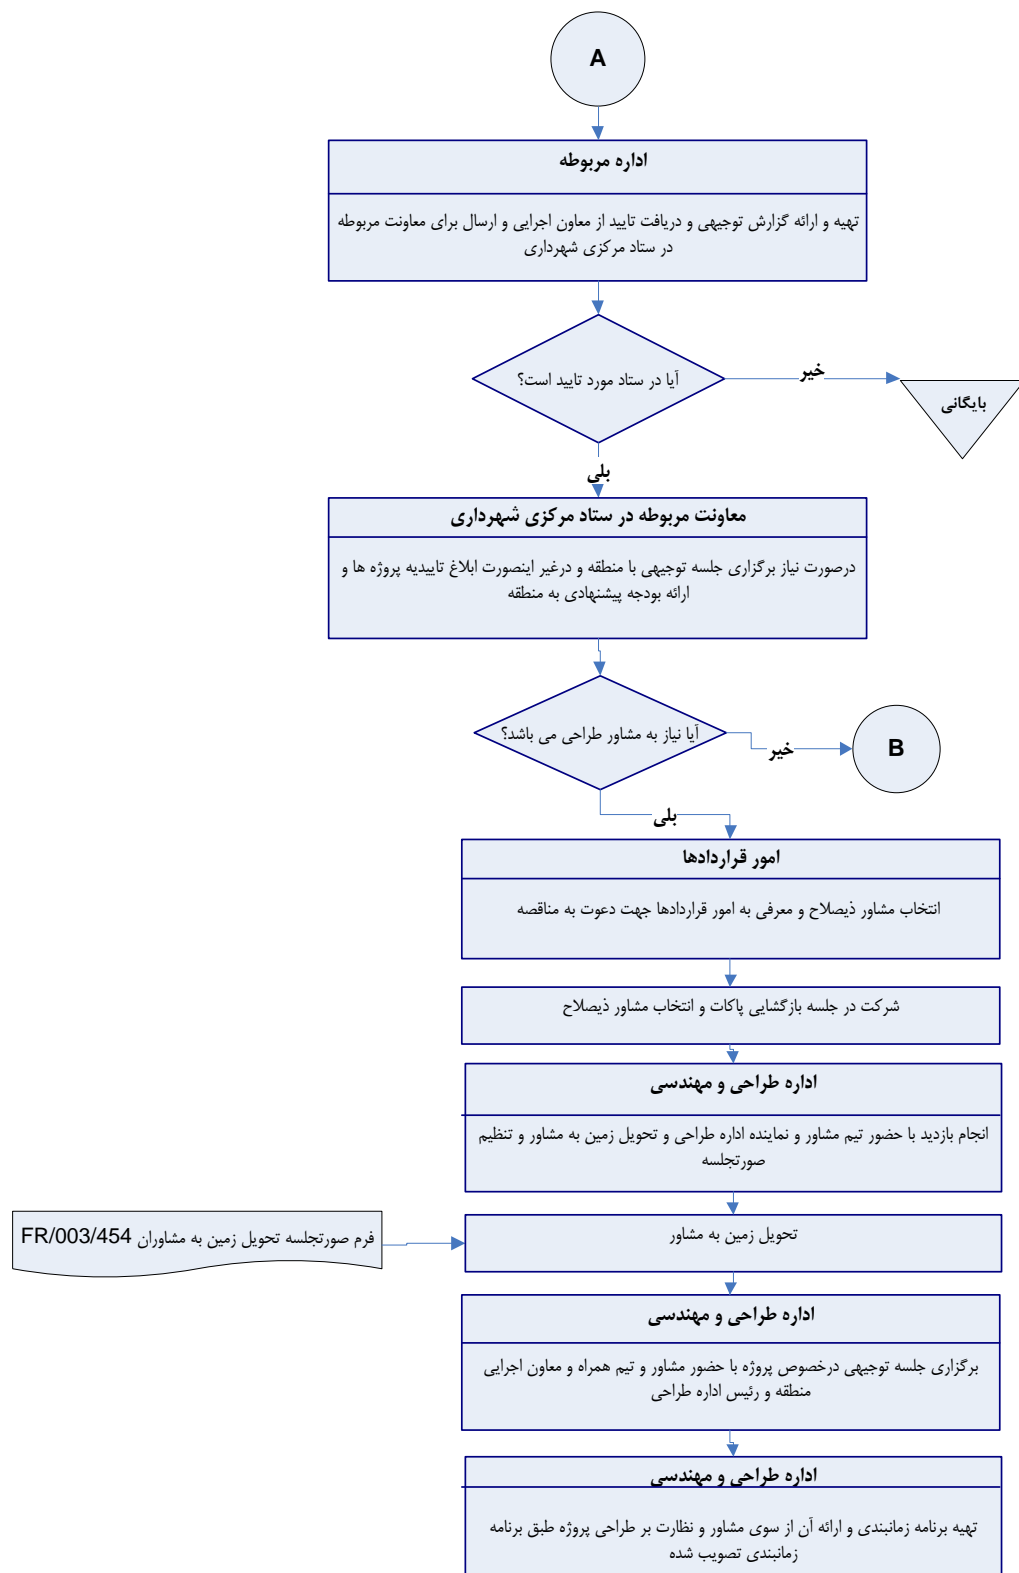 A
اداره مربوطه
تهیه و ارائه گزارش توجیهی و دریافت تایید از معاون اجرایی و ارسال برای معاونت مربوطه
در ستاد مرکزی شهرداری
آیا در ستاد مورد تایید است؟
خیر
بایگانی
بلی
معاونت مربوطه در ستاد مرکزی شهرداری
درصورت نیاز برگزاری جلسه توجیهی با منطقه و درغیر اینصورت ابلاغ تاییدیه پروژه ها و
ارائه بودجه پیشنهادی به منطقه
آیا نیاز به مشاور طراحی می باشد؟
خیر
B
بلی
امور قراردادها
انتخاب مشاور ذیصلاح و معرفی به امور قراردادها جهت دعوت به مناقصه
شرکت در جلسه بازگشایی پاکات و انتخاب مشاور ذیصلاح
اداره طراحی و مهندسی
انجام بازدید با حضور تیم مشاور و نماینده اداره طراحی و تحویل زمین به مشاور و تنظیم
صورتجلسه
فرم صورتجلسه تحویل زمین به مشاوران FR/003/454
تحویل زمین به مشاور
اداره طراحی و مهندسی
برگزاری جلسه توجیهی درخصوص پروژه با حضور مشاور و تیم همراه و معاون اجرایی
منطقه و رئیس اداره طراحی
اداره طراحی و مهندسی
تهیه برنامه زمانبندی و ارائه آن از سوی مشاور و نظارت بر طراحی پروژه طبق برنامه
زمانبندی تصویب شده